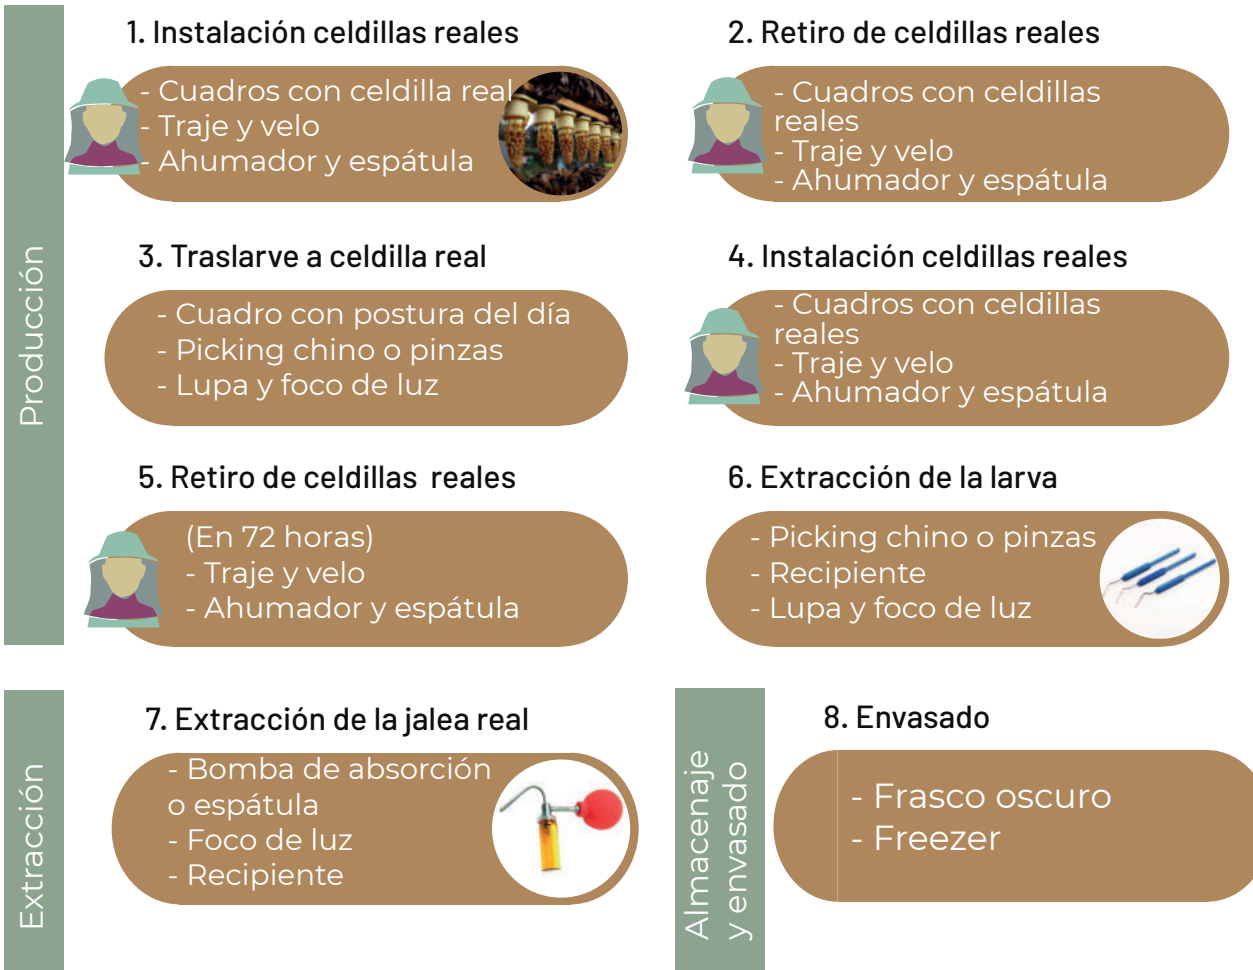 Producción
1. Instalación celdillas reales
- Cuadros con celdilla real
- Traje y velo
- Ahumador y espátula
2. Retiro de celdillas reales
- Cuadros con celdillas
reales
- Traje y velo
- Ahumador y espátula
3. Traslarve a celdilla real
- Cuadro con postura del día
- Picking chino o pinzas
- Lupa y foco de luz
4. Instalación celdillas reales
- Cuadros con celdillas
reales
- Traje y velo
- Ahumador y espátula
5. Retiro de celdillas reales
(En 72 horas)
- Traje y velo
- Ahumador y espátula
6. Extracción de la larva
- Picking chino o pinzas
- Recipiente
- Lupa y foco de luz
Extracción
7. Extracción de la jalea real
- Bomba de absorción
o espátula
- Foco de luz
- Recipiente
Almacenaje
y envasado
8. Envasado
- Frasco oscuro
- Freezer